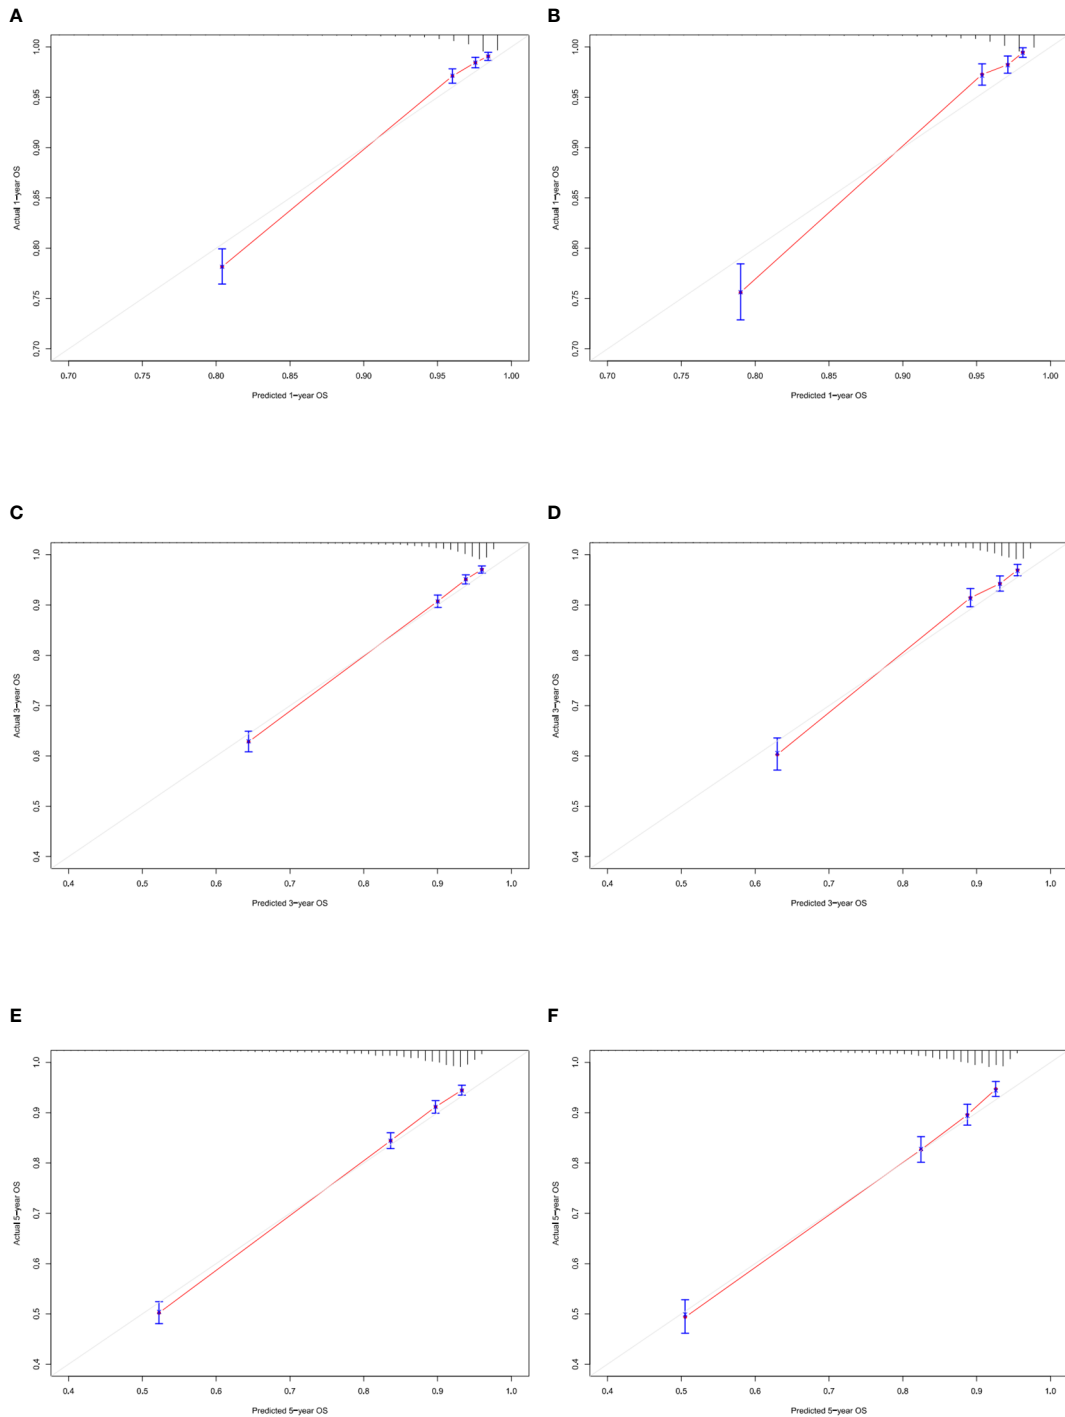 A
B
1.00
0.95
0.90
0.85
0.80
0.75
0.70
Actual 1-year OS
0.70 0.75 0.80 0.85 0.90 0.95 1.00
Predicted 1-year OS
1.00
0.95
0.90
0.85
0.80
0.75
0.70
Actual 1-year OS
0.70 0.75 0.80 0.85 0.90 0.95 1.00
Predicted 1-year OS
C
D
1.0
0.9
0.8
0.7
0.6
0.5
0.4
Actual 3-year OS
0.4 0.5 0.6 0.7 0.8 0.9 1.0
Predicted 3-year OS
1.0
0.9
0.8
0.7
0.6
0.5
0.4
Actual 3-year OS
0.4 0.5 0.6 0.7 0.8 0.9 1.0
Predicted 3-year OS
E
F
1.0
0.9
0.8
0.7
0.6
0.5
0.4
Actual 5-year OS
0.4 0.5 0.6 0.7 0.8 0.9 1.0
Predicted 5-year OS
1.0
0.9
0.8
0.7
0.6
0.5
0.4
Actual 5-year OS
0.4 0.5 0.6 0.7 0.8 0.9 1.0
Predicted 5-year OS